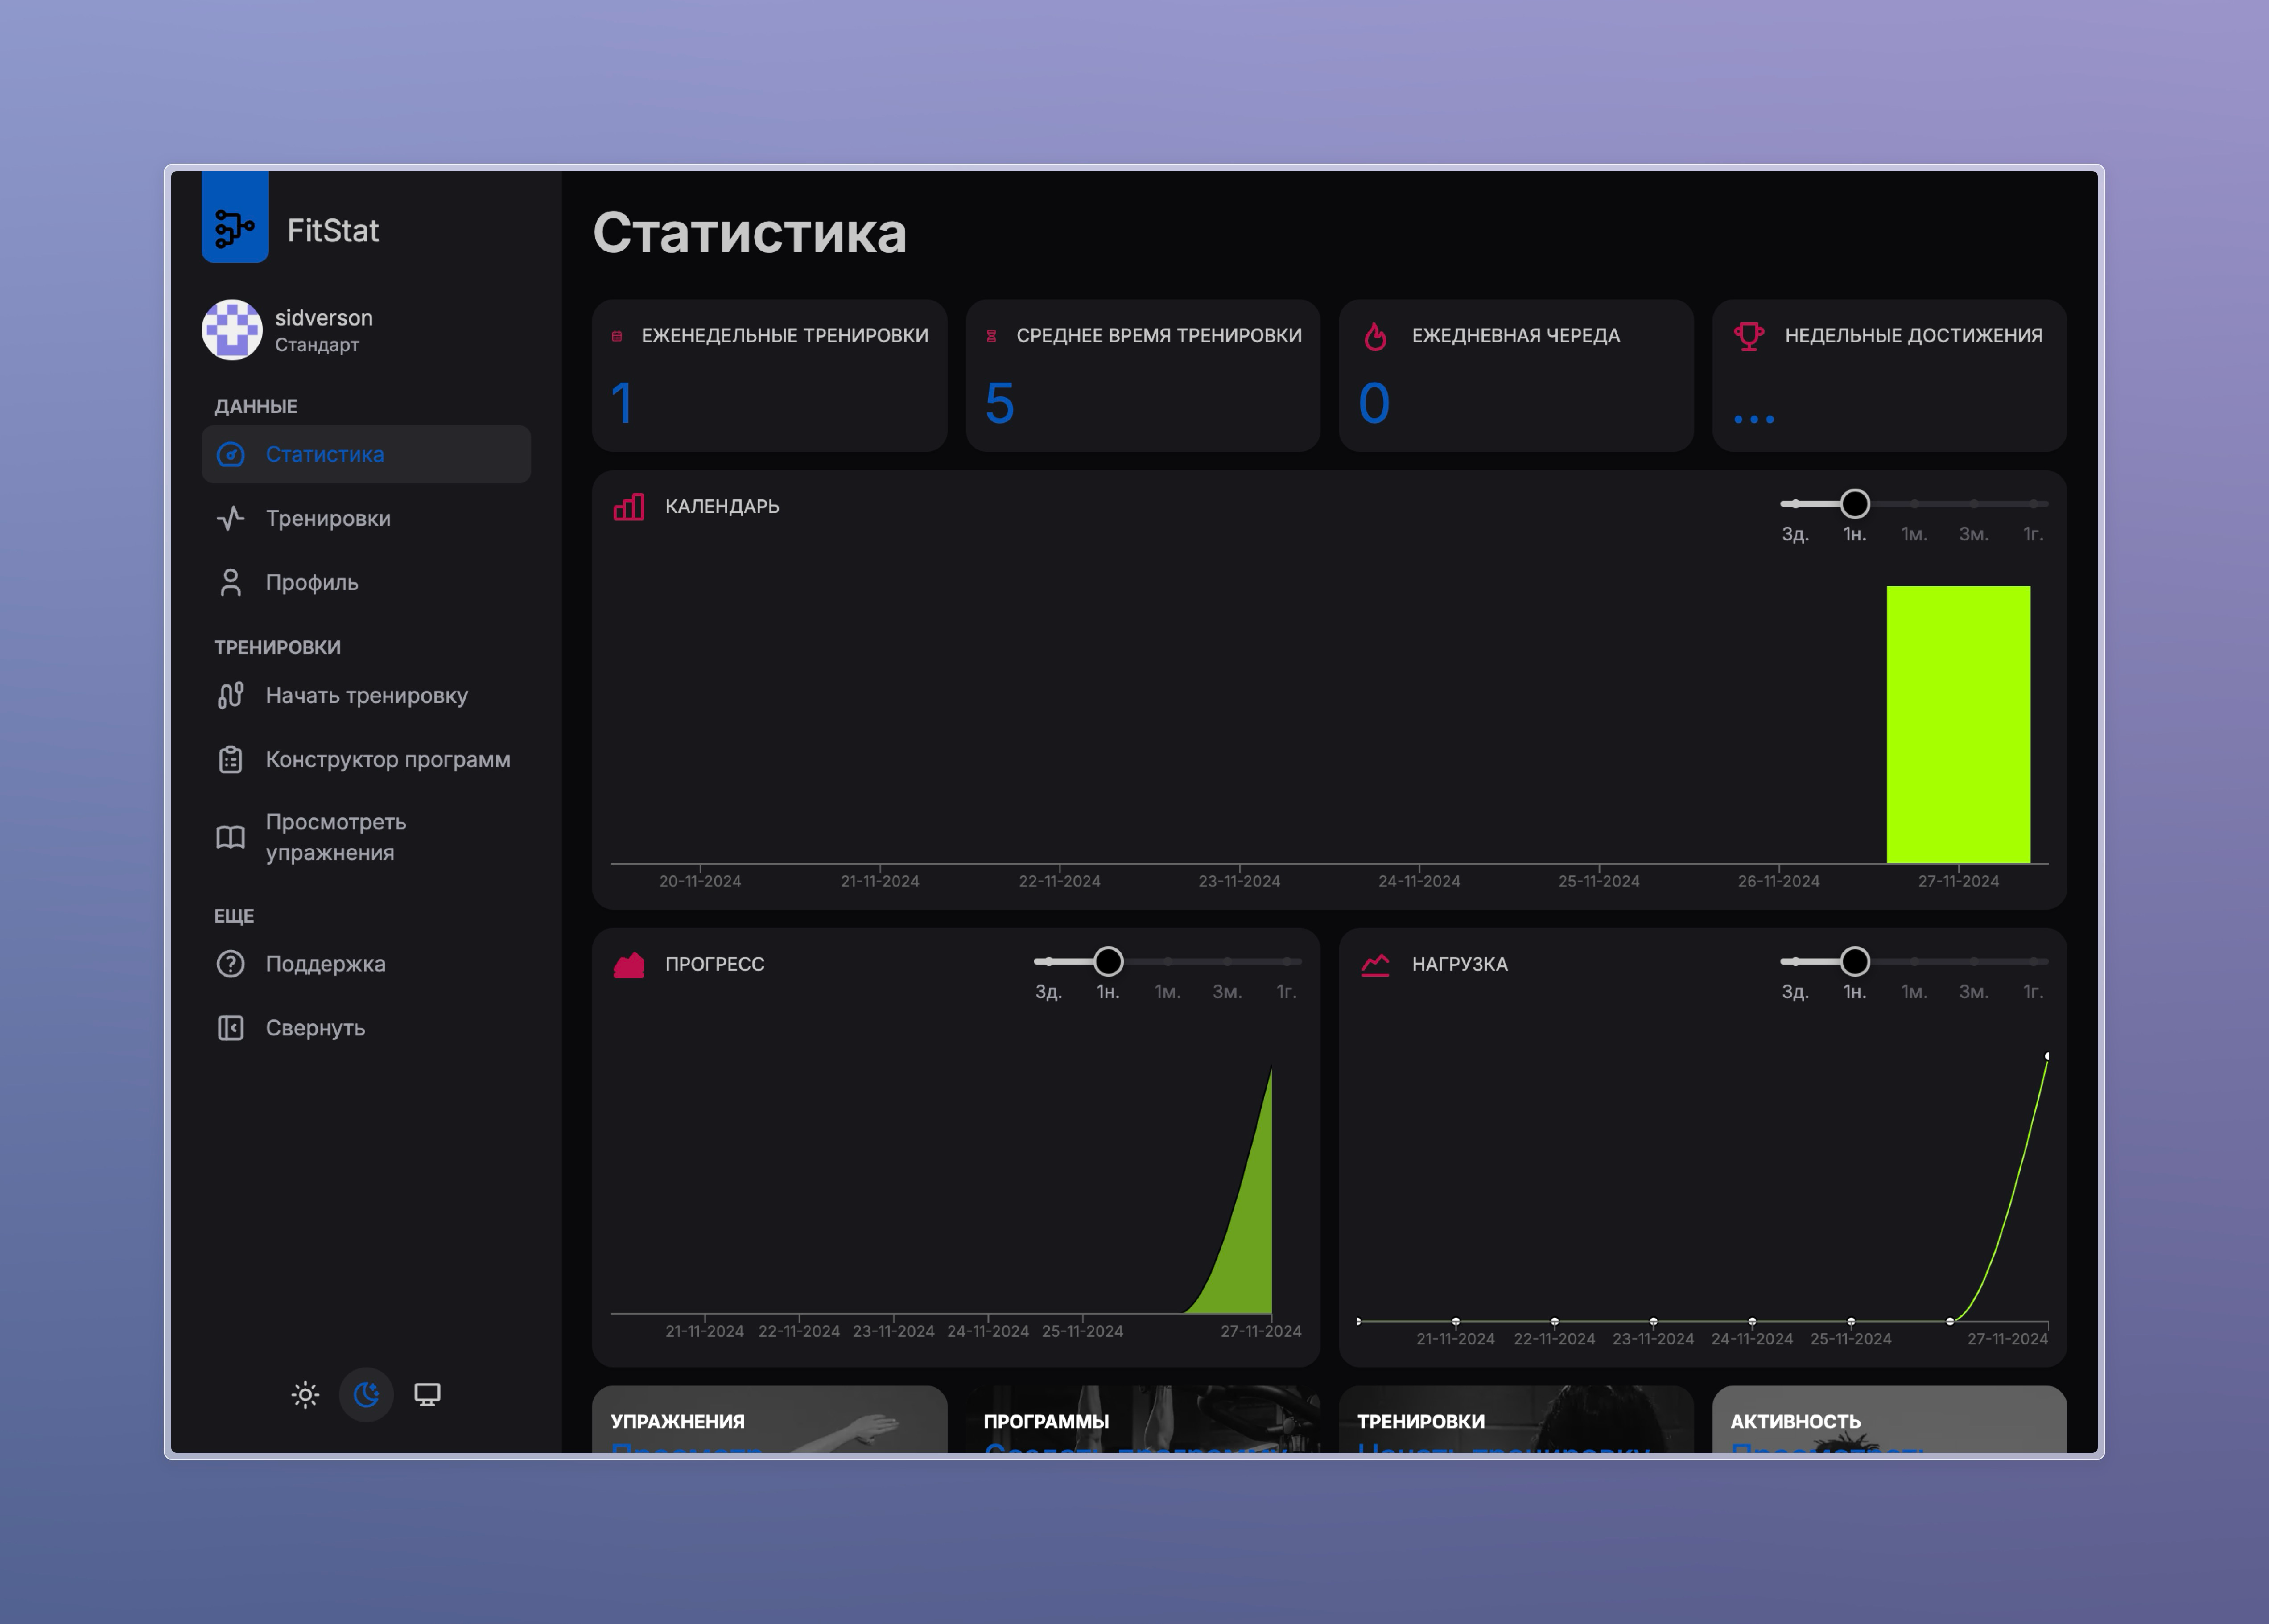 FitStat
sidverson
Стандарт
ДАННЫЕ
Статистика
Тренировки
Профиль
ТРЕНИРОВКИ
Начать тренировку
Конструктор программ
Просмотреть
упражнения
ЕЩЕ
Поддержка
Свернуть
Статистика
ЕЖЕНЕДЕЛЬНЫЕ ТРЕНИРОВКИ
1
СРЕДНЕЕ ВРЕМЯ ТРЕНИРОВКИ
5
ЕЖЕДНЕВНАЯ ЧЕРЕДА
0
НЕДЕЛЬНЫЕ ДОСТИЖЕНИЯ
...
КАЛЕНДАРЬ
3д. 1н. 1м. 3м. 1г.
20-11-2024 21-11-2024 22-11-2024 23-11-2024 24-11-2024 25-11-2024 26-11-2024 27-11-2024
ПРОГРЕСС
3д. 1н. 1м. 3м. 1г.
21-11-2024 22-11-2024 23-11-2024 24-11-2024 25-11-2024 27-11-2024
НАГРУЗКА
3д. 1н. 1м. 3м. 1г.
21-11-2024 22-11-2024 23-11-2024 24-11-2024 25-11-2024 27-11-2024
УПРАЖНЕНИЯ
ПРОГРАММЫ
Создать программу
ТРЕНИРОВКИ
Начать тренировку
АКТИВНОСТЬ
Просмотреть